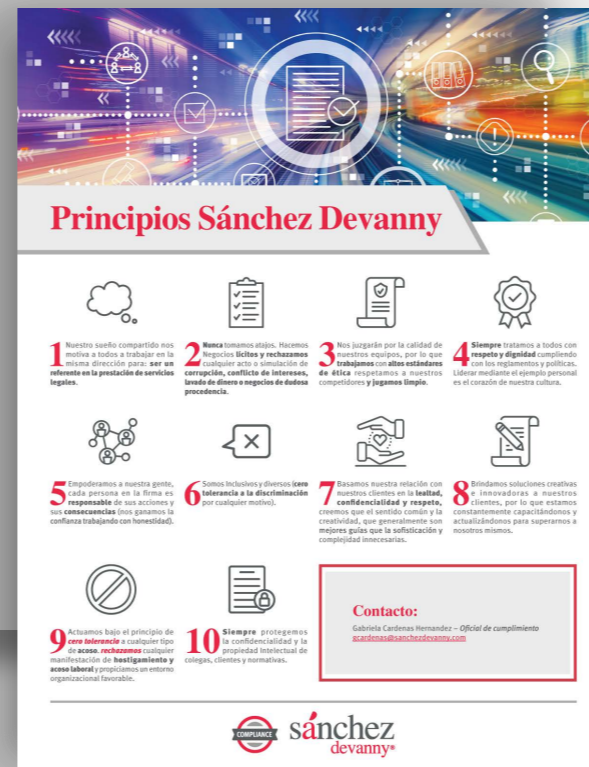 Principios Sánchez Devanny
1 Nuestro sueño compartido nos
motiva a todos a trabajar en la
misma dirección para: ser un
referente en la prestación de servicios
legales.
2 Nunca tomamos atajos. Hacemos
Negocios lícitos y rechazamos
cualquier acto o simulación de
corrupción, conflicto de intereses,
lavado de dinero o negocios de dudosa
procedencia.
3 Nos juzgarán por la calidad de
nuestros equipos, por lo que
trabajamos con altos estándares
de ética respetamos a nuestros
competidores y jugamos limpio.
4 Siempre tratamos a todos con
respeto y dignidad cumpliendo
con los reglamentos y políticas.
Liderar mediante el ejemplo personal
es el corazón de nuestra cultura.
5 Empoderamos a nuestra gente,
cada persona en la firma es
responsable de sus acciones y
sus consecuencias (nos ganamos la
confianza trabajando con honestidad).
6 Somos Inclusivos y diversos (cero
tolerancia a la discriminación
por cualquier motivo).
7 Basamos nuestra relación con
nuestros clientes en la lealtad,
confidencialidad y respeto,
creemos que el sentido común y la
creatividad, que generalmente son
mejores guías que la sofisticación y
complejidad innecesarias.
8 Brindamos soluciones creativas
e innovadoras a nuestros
clientes, por lo que estamos
constantemente capacitándonos y
actualizándonos para superarnos a
nosotros mismos.
9 Actuamos bajo el principio de
cero tolerancia a cualquier tipo
de acoso, rechazamos cualquier
manifestación de hostigamiento y
acoso laboral y propiciamos un entorno
organizacional favorable.
10 Siempre protegemos
la confidencialidad y la
propiedad Intelectual de
colegas, clientes y normativas.
Contacto:
Gabriela Cardenas Hernandez – Oficial de cumplimiento
gcardenas@sanchezdevanny.com
COMPLIANCE
sánchez
devanny®